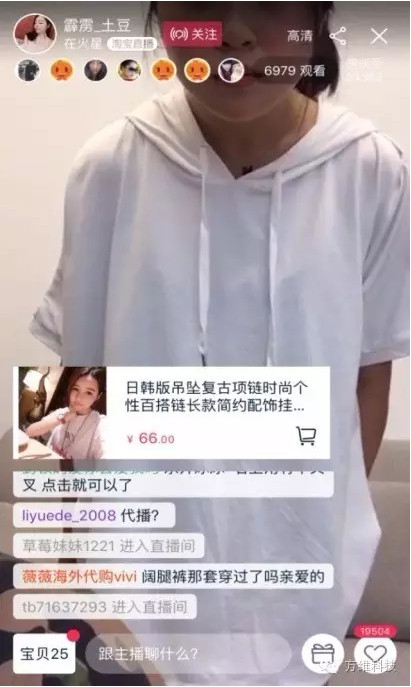 霹雳_土豆
在火星 淘宝直播
关注
高清
6979 观看
日韩版吊坠复古项链时尚个
性百搭链长款简约配饰挂...
¥ 66.00
叉 点击就可以了
liyuede_2008 代播?
草莓妹妹1221 进入直播间
薇薇海外代购vivi 阔腿裤那套穿过了吗亲爱的
tb71637293 进入直播间
19504
宝贝25
跟主播聊什么?
方维科技